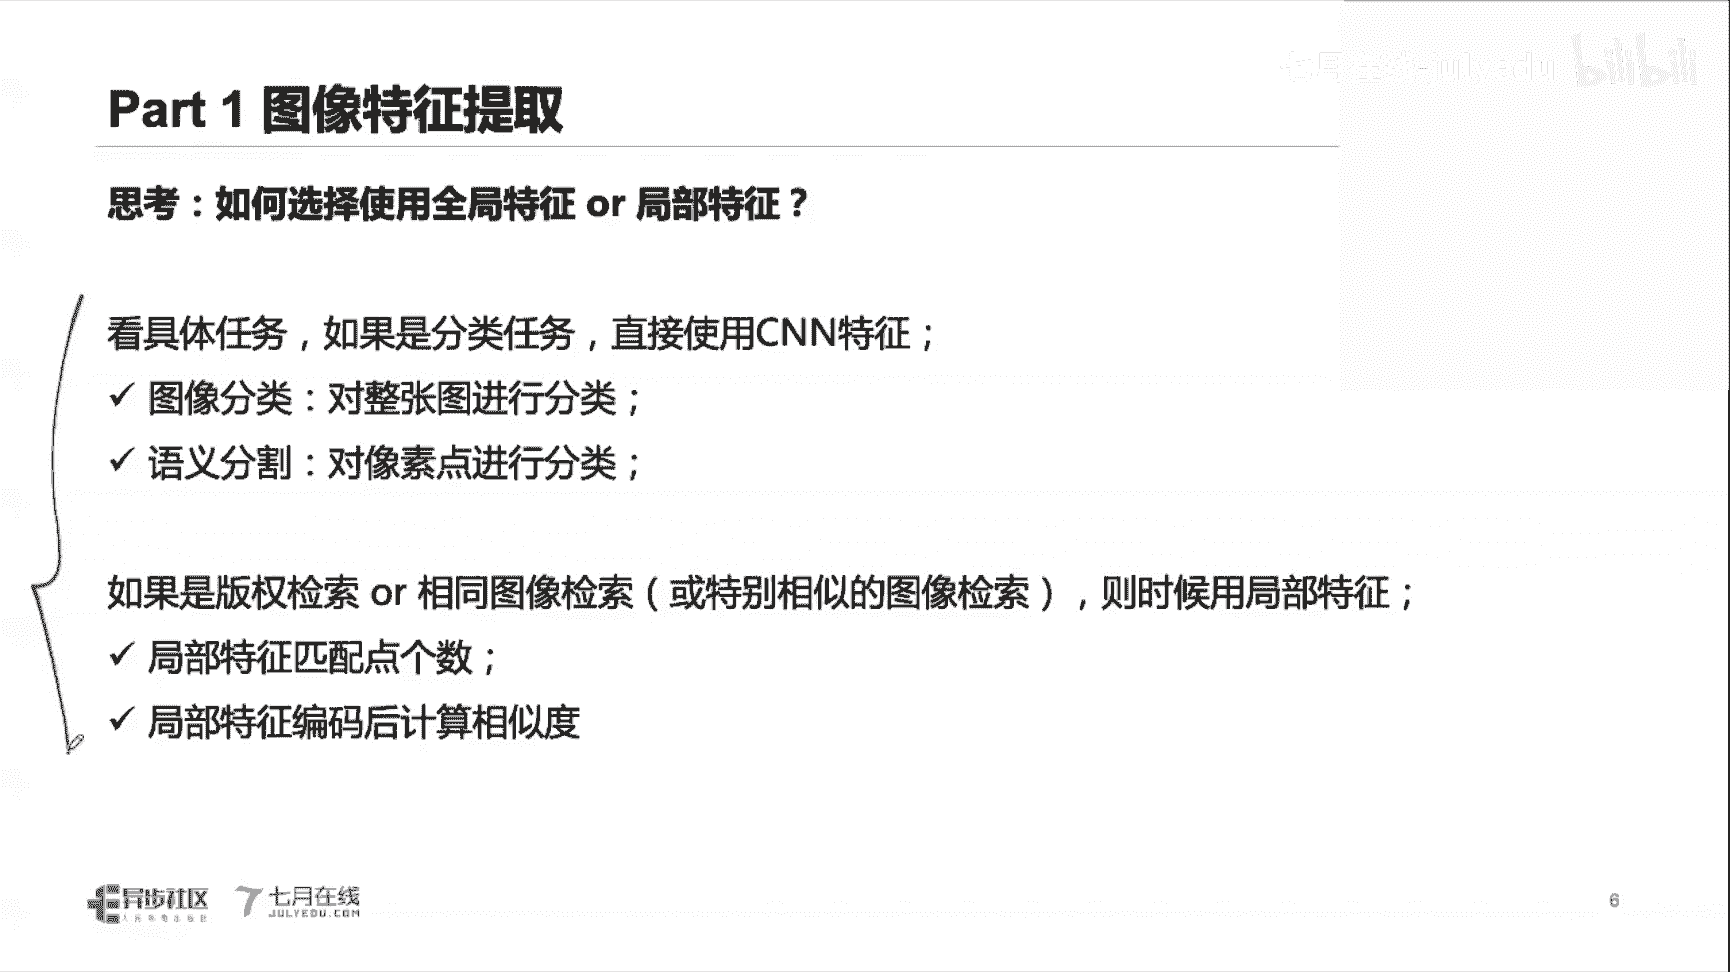 七月在线-julyedu bilibili
Part 1 图像特征提取
思考：如何选择使用全局特征 or 局部特征？
看具体任务，如果是分类任务，直接使用CNN特征；
✓ 图像分类：对整张图进行分类；
✓ 语义分割：对像素点进行分类；
如果是版权检索 or 相同图像检索（或特别相似的图像检索），则时候用局部特征；
✓ 局部特征匹配点个数；
✓ 局部特征编码后计算相似度
异步社区 七月在线
人民邮电出版社 JULYEDU.COM
6